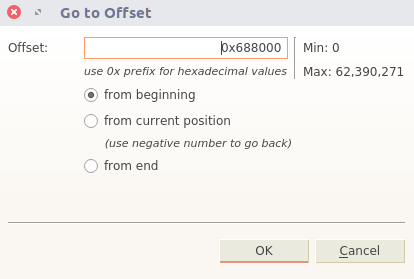 Go to Offset
Offset: 0x688000 Min: 0
use 0x prefix for hexadecimal values Max: 62,390,271
from beginning
from current position
(use negative number to go back)
from end
OK Cancel